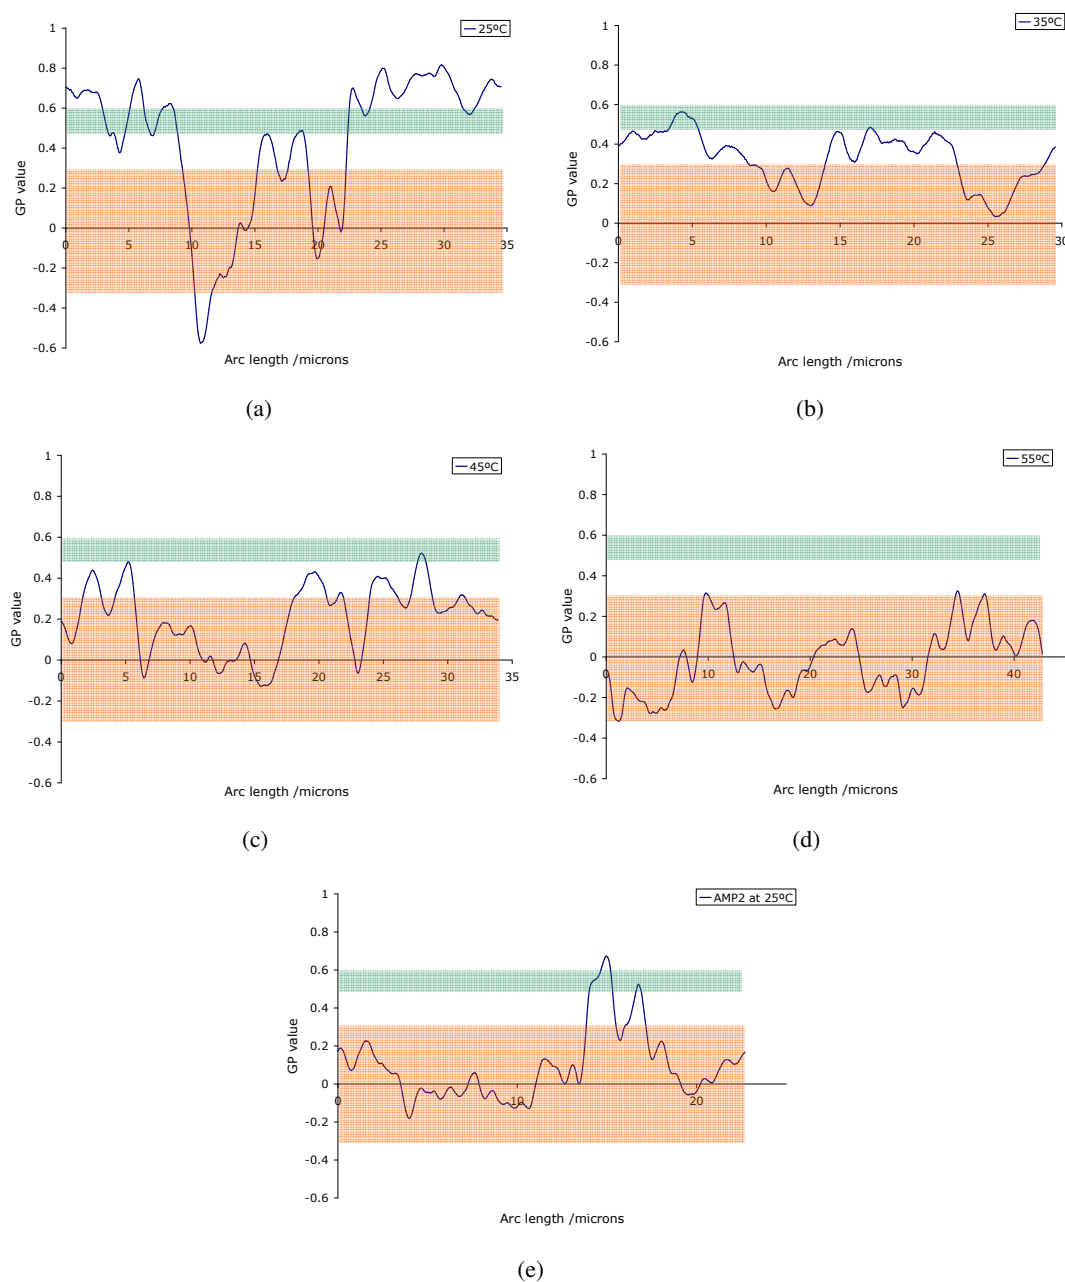 1
25ºC
0.8
0.6
0.4
0.2
0
-0.2
-0.4
-0.6
GP value
0 5 10 15 20 25 30 35
Arc length /microns
(a)
1
35ºC
0.8
0.6
0.4
0.2
0
-0.2
-0.4
-0.6
GP value
0 5 10 15 20 25 30
Arc length /microns
(b)
1
45ºC
0.8
0.6
0.4
0.2
0
-0.2
-0.4
-0.6
GP value
0 5 10 15 20 25 30 35
Arc length /microns
(c)
1
55ºC
0.8
0.6
0.4
0.2
0
-0.2
-0.4
-0.6
GP value
0 10 20 30 40
Arc length /microns
(d)
1
AMP2 at 25ºC
0.8
0.6
0.4
0.2
0
-0.2
-0.4
-0.6
GP value
0 10 20
Arc length /microns
(e)